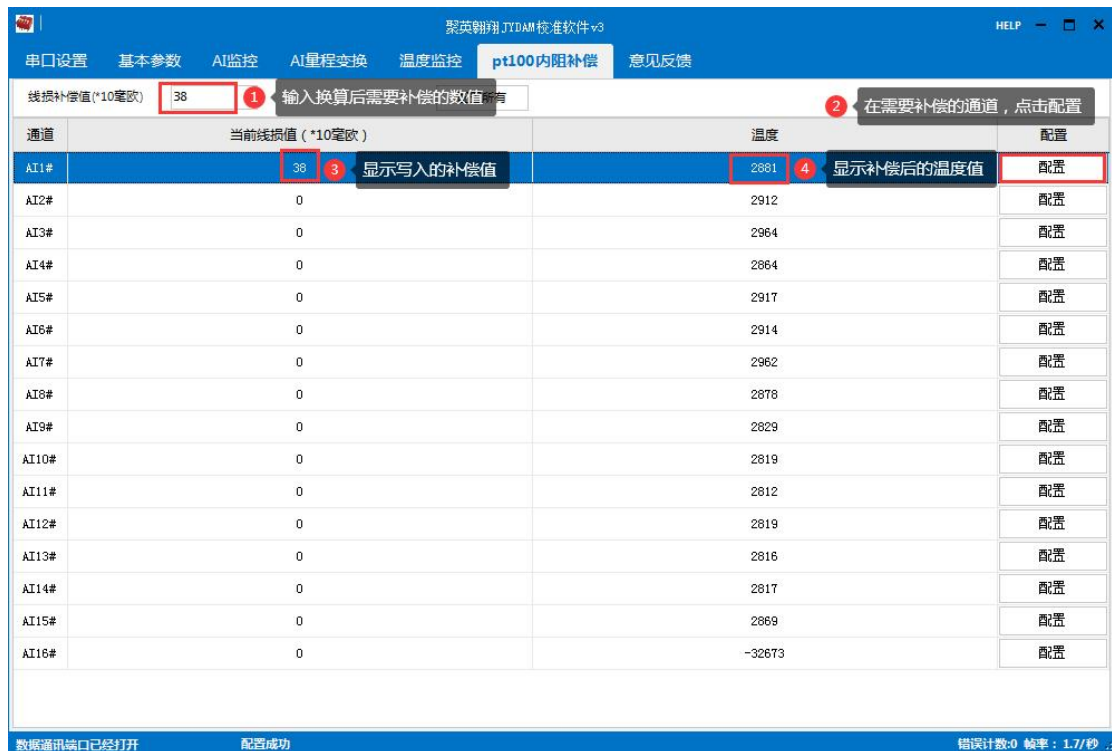 聚英翱翔JYDAM校准软件v3 HELP
串口设置 基本参数 AI监控 AI量程变换 温度监控 pt100内阻补偿 意见反馈
线损补偿值(*10毫欧) 38 1 输入换算后需要补偿的数值 所有 2 在需要补偿的通道，点击配置
通道 当前线损值(*10毫欧) 温度 配置
AI1# 38 3 显示写入的补偿值 2881 4 显示补偿后的温度值 配置
AI2# 0 2912 配置
AI3# 0 2964 配置
AI4# 0 2864 配置
AI5# 0 2917 配置
AI6# 0 2914 配置
AI7# 0 2962 配置
AI8# 0 2878 配置
AI9# 0 2829 配置
AI10# 0 2819 配置
AI11# 0 2812 配置
AI12# 0 2819 配置
AI13# 0 2816 配置
AI14# 0 2817 配置
AI15# 0 2869 配置
AI16# 0 -32673 配置
数据通讯端口已经打开 配置成功 错误计数:0 帧率：1.7/秒